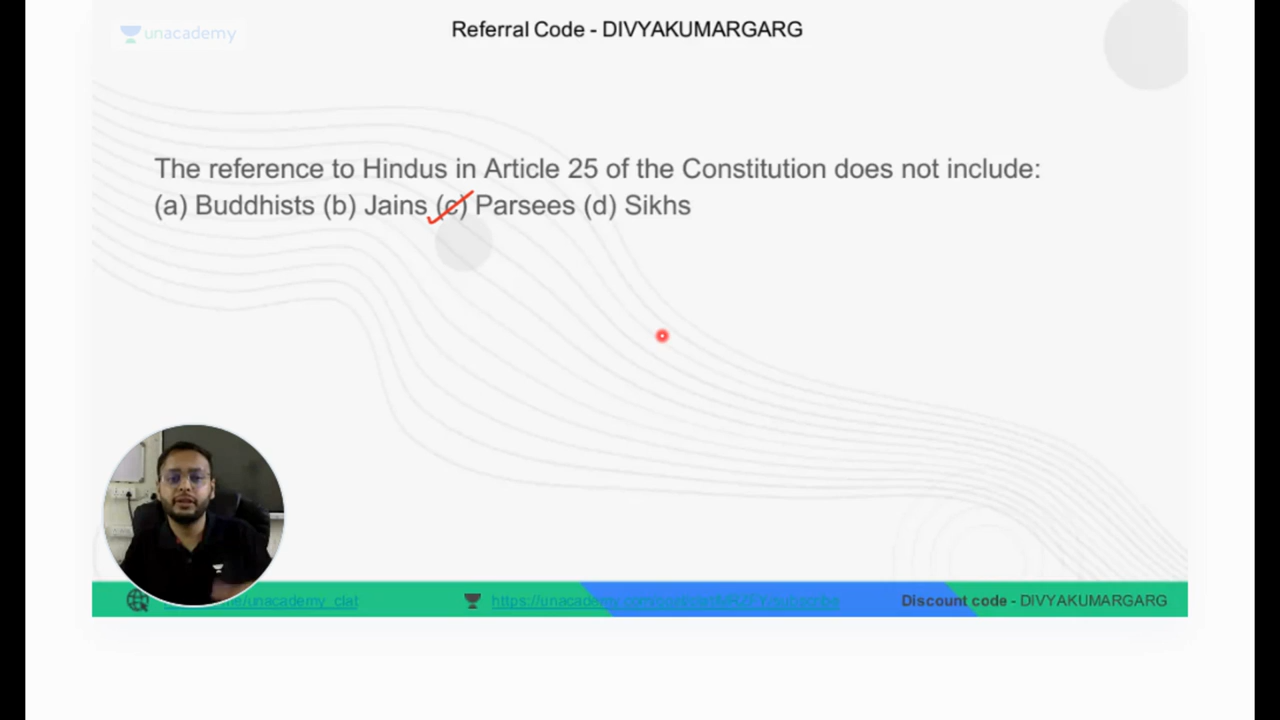 unacademy
Referral Code - DIVYAKUMARGARG
The reference to Hindus in Article 25 of the Constitution does not include:
(a) Buddhists (b) Jains (c) Parsees (d) Sikhs
e/unacademy_clat
Discount code - DIVYAKUMARGARG